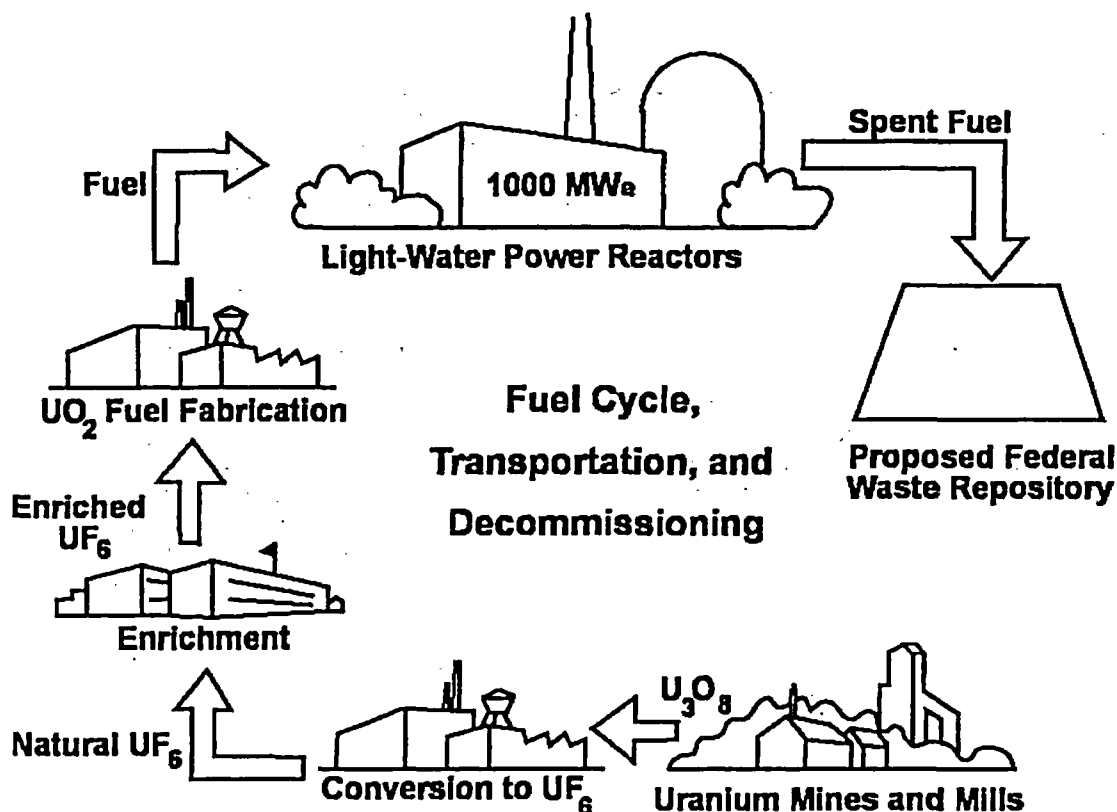 Spent Fuel
Fuel
1000 MWe
Light-Water Power Reactors
UO₂ Fuel Fabrication
Fuel Cycle,
Transportation, and
Decommissioning
Proposed Federal
Waste Repository
Enriched
UF₆
Enrichment
U₃O₈
Natural UF₆
Conversion to UF₆
Uranium Mines and Mills